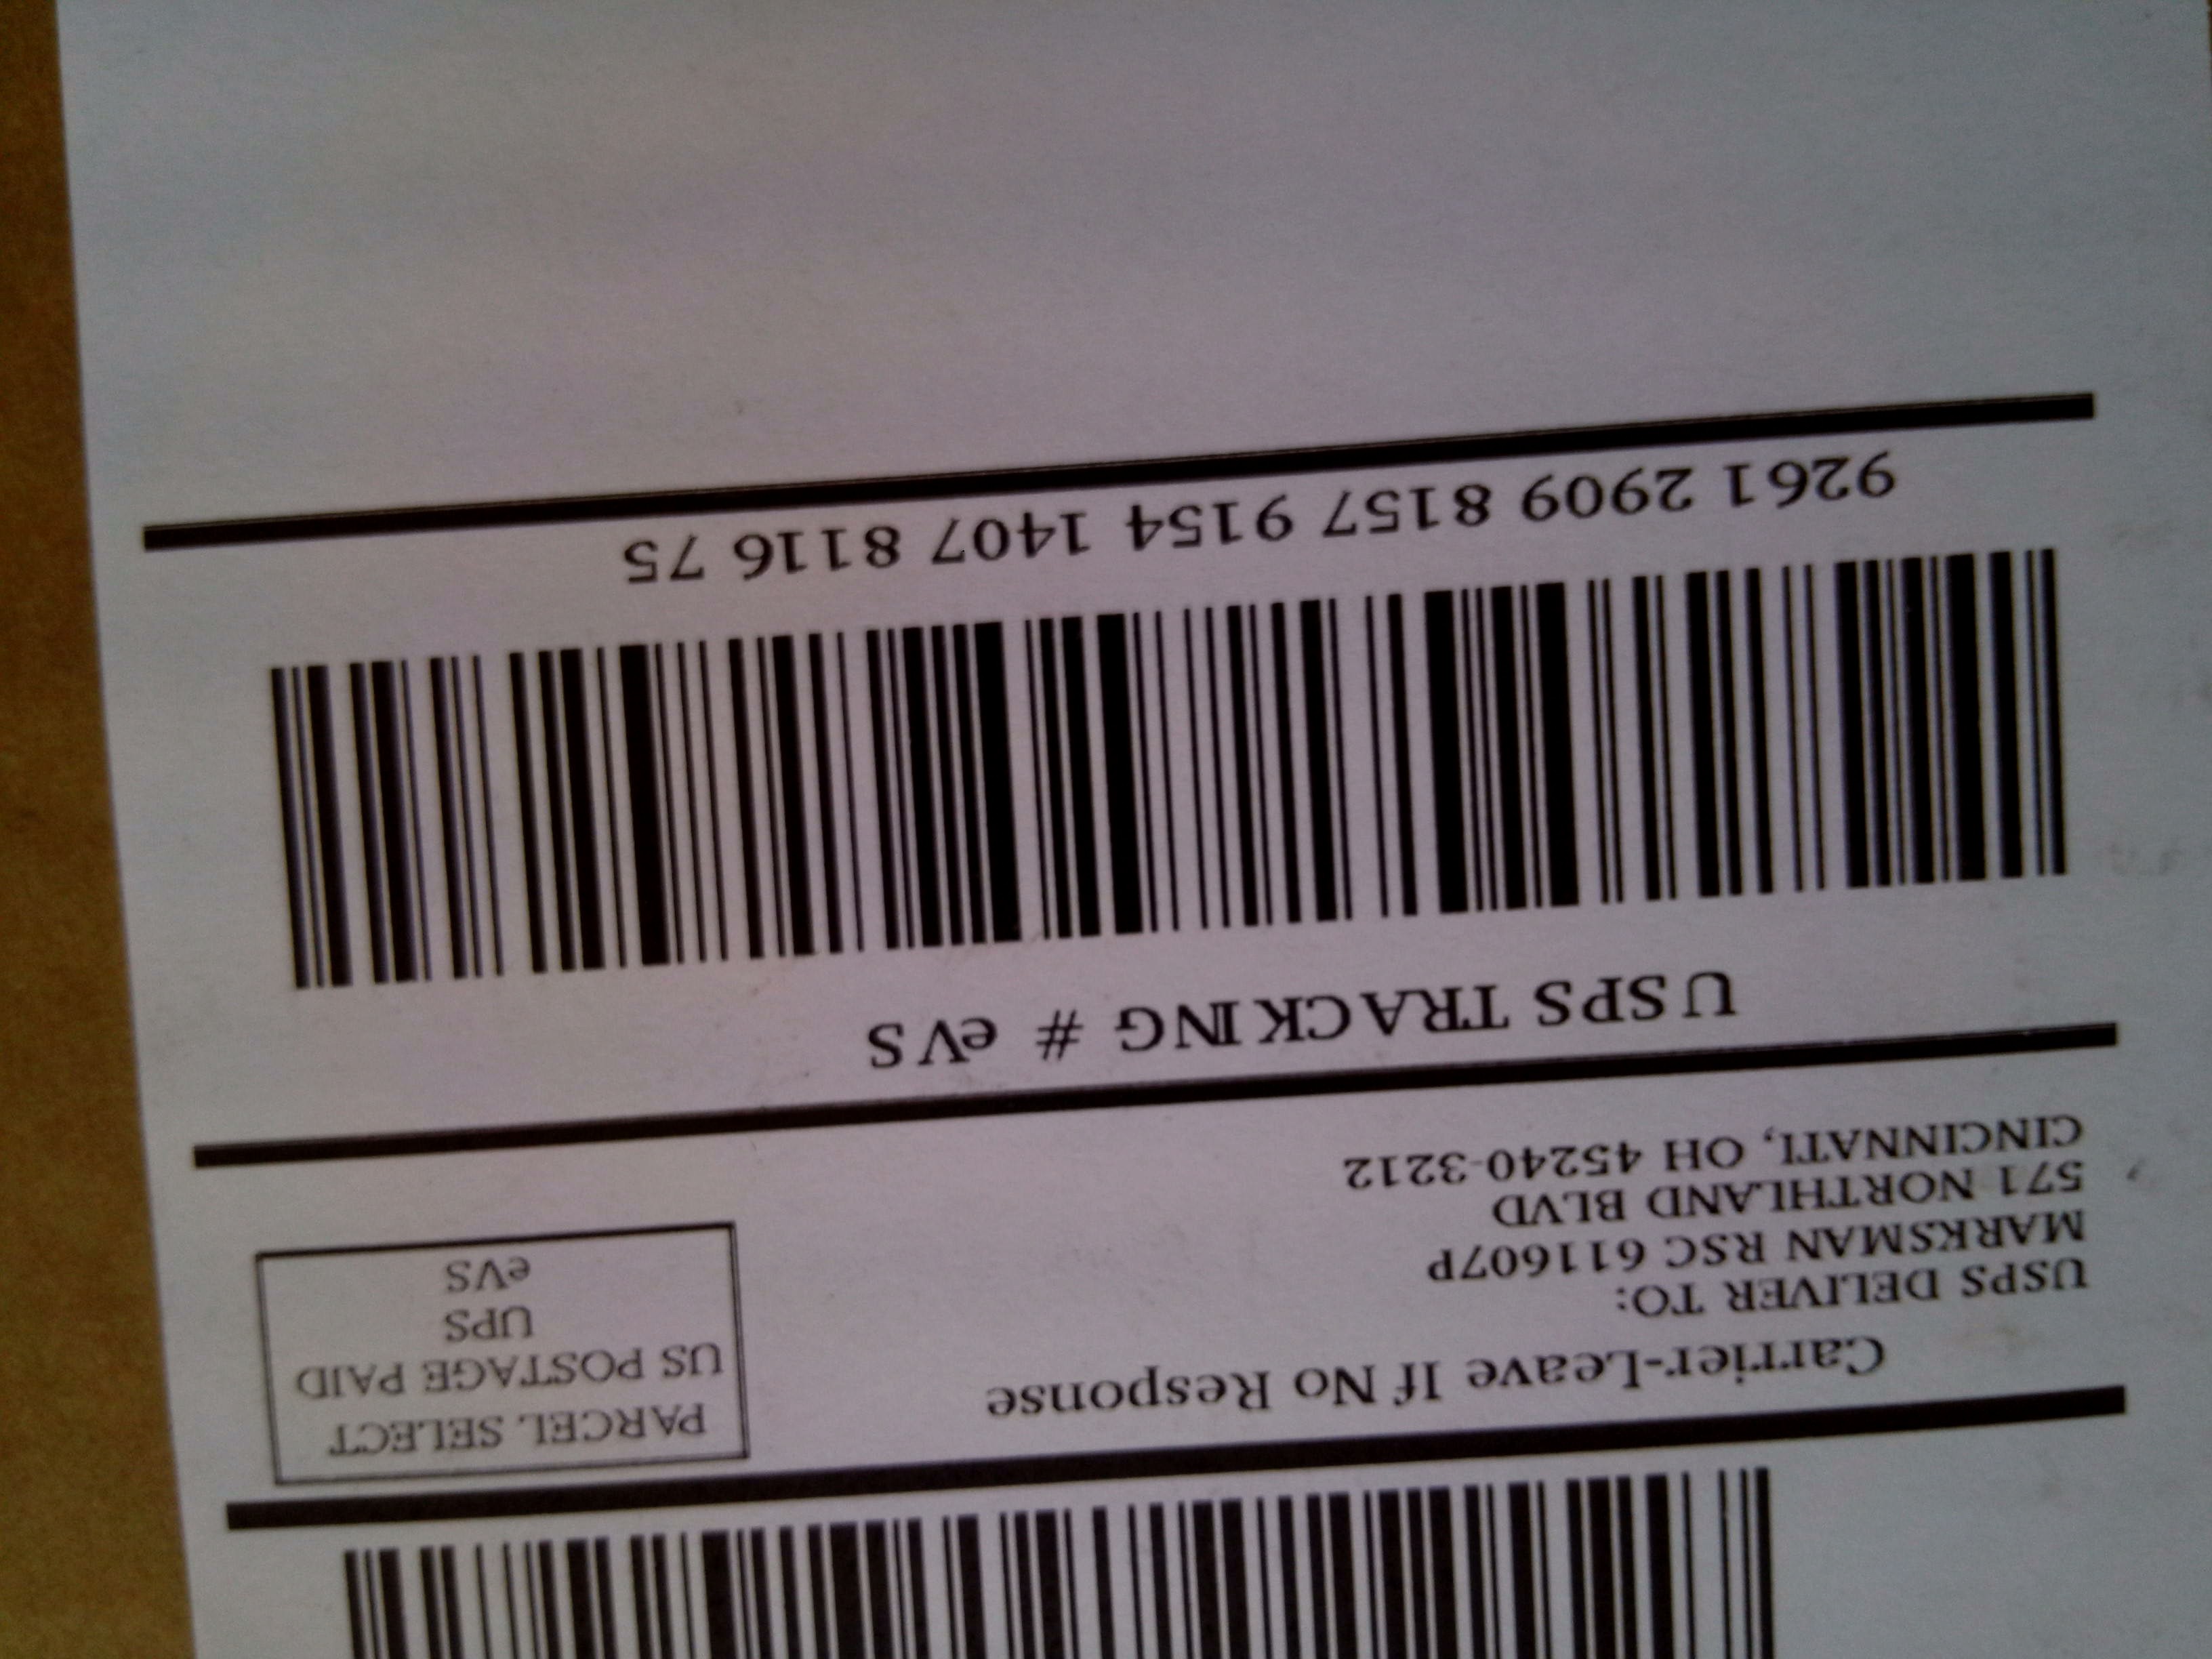 PARCEL SELECT
US POSTAGE PAID
UPS
eVS
Carrier-Leave If No Response
USPS DELIVER TO:
MARKSMAN RSC 611607P
571 NORTHLAND BLVD
CINCINNATI, OH 45240-3212
USPS TRACKING # eVS
9261 2909 8157 9154 1407 8116 75